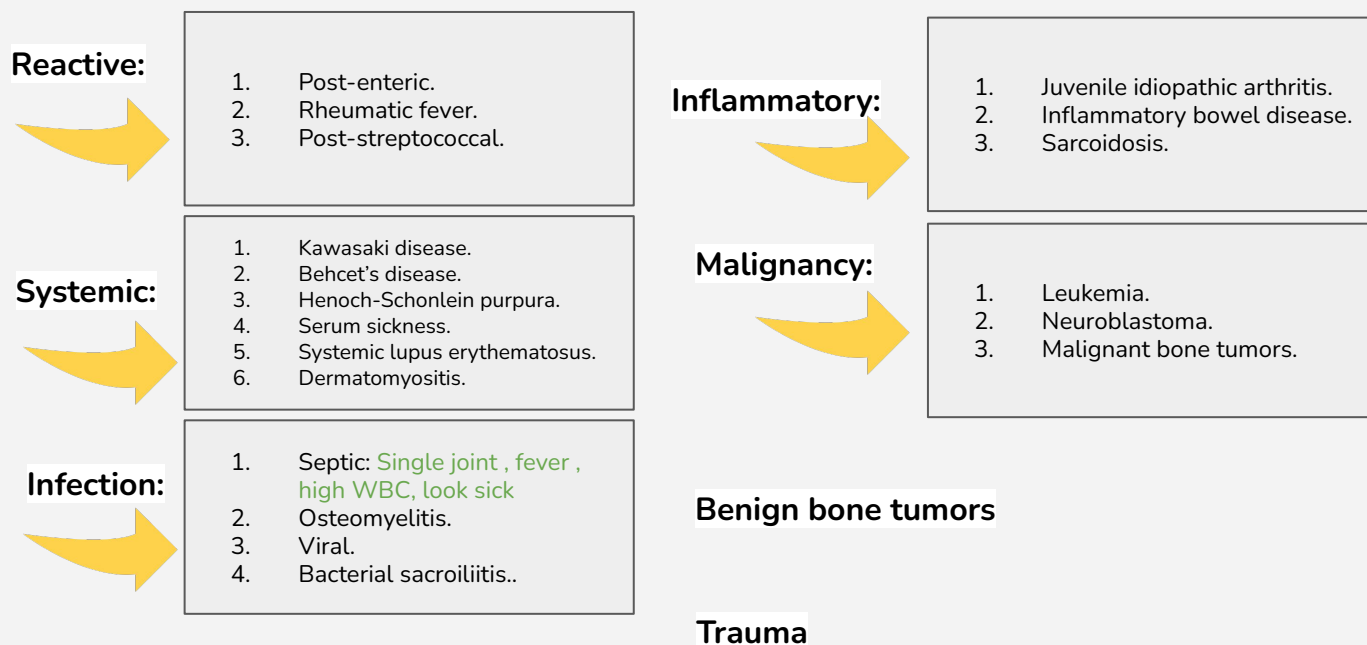 Reactive:
1. Post-enteric.
2. Rheumatic fever.
3. Post-streptococcal.
Systemic:
1. Kawasaki disease.
2. Behcet's disease.
3. Henoch-Schonlein purpura.
4. Serum sickness.
5. Systemic lupus erythematosus.
6. Dermatomyositis.
Infection:
1. Septic: Single joint , fever ,
high WBC, look sick
2. Osteomyelitis.
3. Viral.
4. Bacterial sacroiliitis..
Inflammatory:
1. Juvenile idiopathic arthritis.
2. Inflammatory bowel disease.
3. Sarcoidosis.
Malignancy:
1. Leukemia.
2. Neuroblastoma.
3. Malignant bone tumors.
Benign bone tumors
Trauma